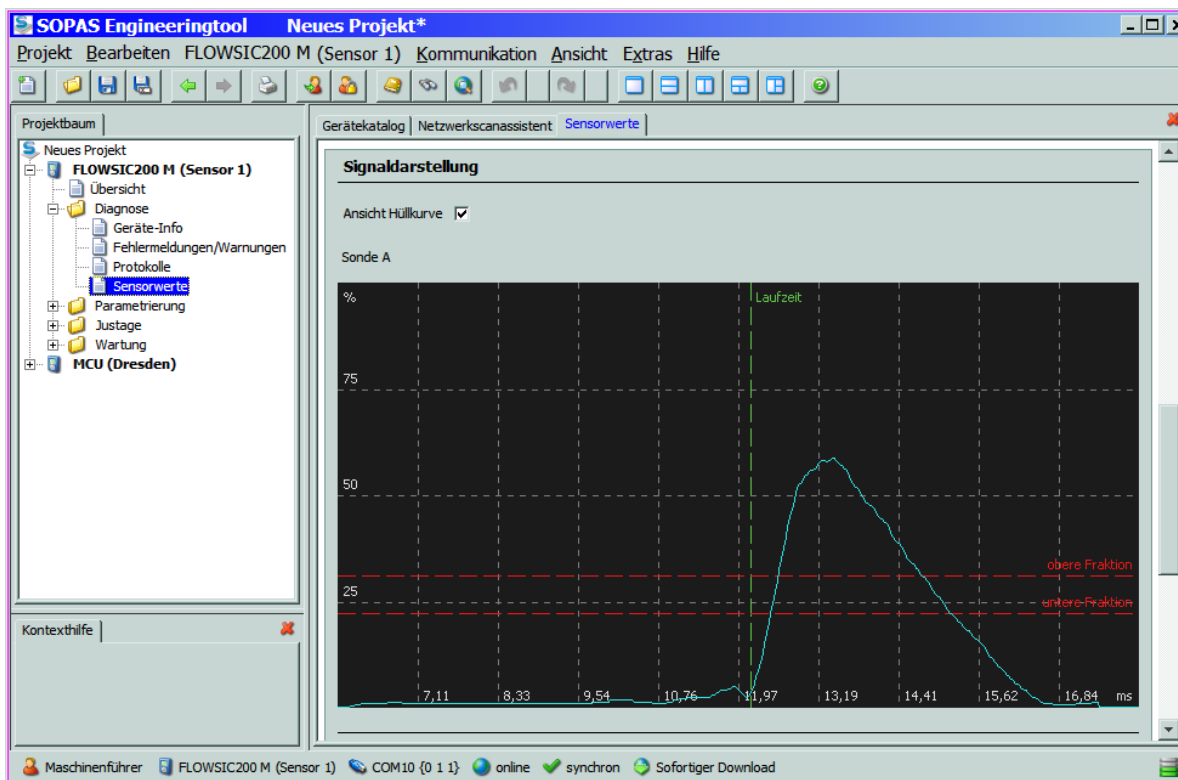 SOPAS Engineeringtool Neues Projekt*
Projekt Bearbeiten FLOWSIC200 M (Sensor 1) Kommunikation Ansicht Extras Hilfe
Projektbaum
Neues Projekt
FLOWSIC200 M (Sensor 1)
Übersicht
Diagnose
Geräte-Info
Fehlermeldungen/Warnungen
Protokolle
Sensorwerte
Parametrierung
Justage
Wartung
MCU (Dresden)
Kontexthilfe
Gerätekatalog Netzwerkscanassistent Sensorwerte
Signaldarstellung
Ansicht Hüllkurve
Sonde A
%
Laufzeit
75
50
obere Fraktion
25
untere Fraktion
7,11 8,33 9,54 10,76 11,97 13,19 14,41 15,62 16,84 ms
Maschinenführer FLOWSIC200 M (Sensor 1) COM10 {0 1 1} online synchron Sofortiger Download